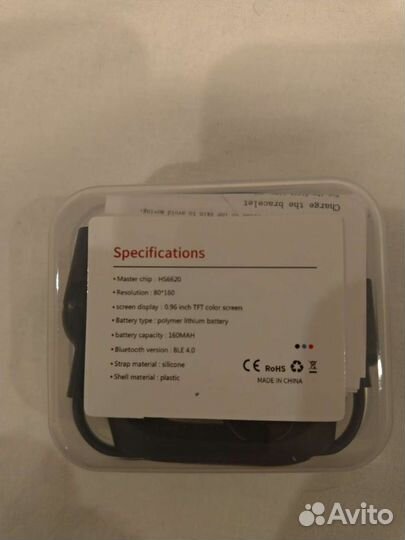 Charge the bracelet
Specifications
• Master chip : HS6620
• Resolution : 80*160
• screen display : 0.96 inch TFT color screen
• Battery type : polymer lithium battery
• battery capacity : 160MAH
• Bluetooth version : BLE 4.0
• Strap material : silicone
• Shell material : plastic
CE RoHS
MADE IN CHINA
Avito